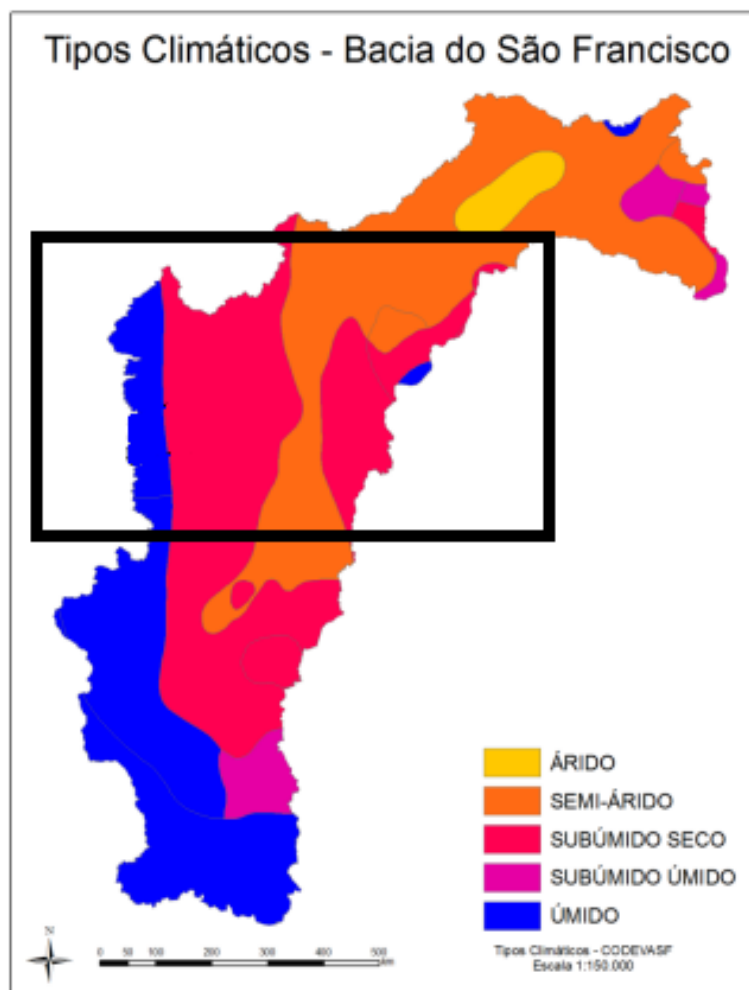 Tipos Climáticos - Bacia do São Francisco
ÁRIDO
SEMI-ÁRIDO
SUBÚMIDO SECO
SUBÚMIDO ÚMIDO
ÚMIDO
N
0 50 100 200 300 400 500
Km
Tipos Climáticos - CODEVASF
Escala 1:150.000